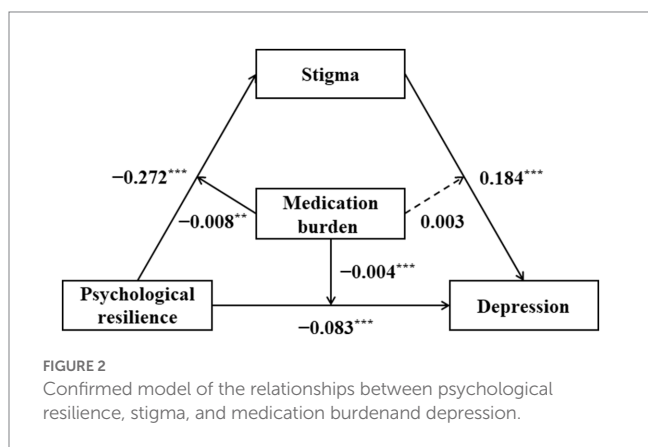 Stigma
−0.272***
0.184***
Medication
burden
−0.008**
0.003
−0.004***
Psychological
resilience
Depression
−0.083***
FIGURE 2
Confirmed model of the relationships between psychological
resilience, stigma, and medication burdenand depression.